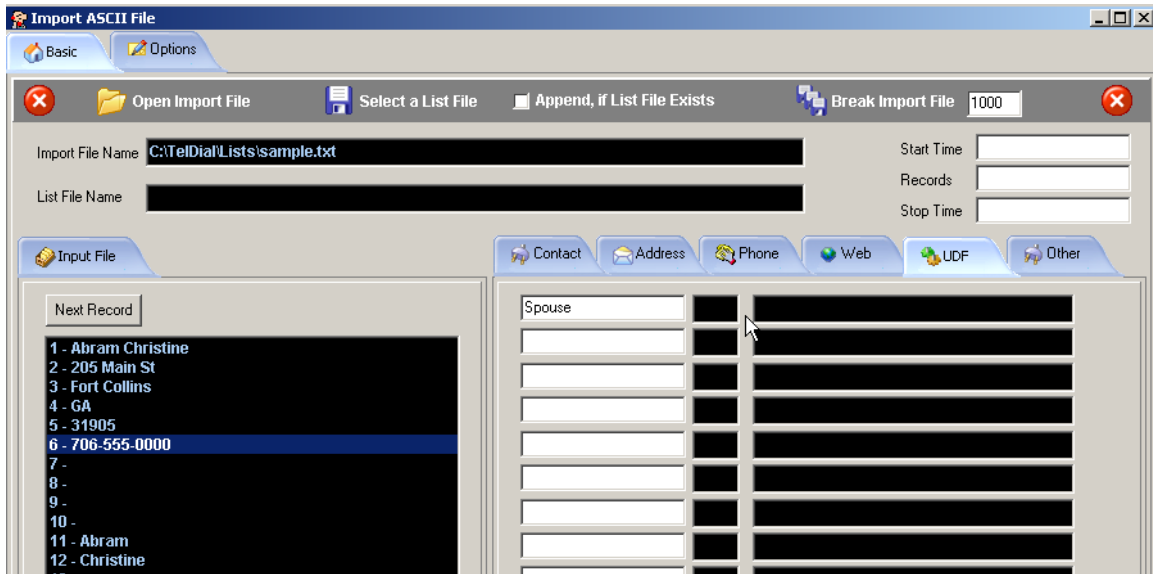 Import ASCII File
Basic Options
Open Import File Select a List File Append, if List File Exists Break Import File 1000
Import File Name C:\TelDial\Lists\sample.txt Start Time
Records
List File Name
Stop Time
Input File Contact Address Phone Web UDF Other
Next Record Spouse
1 - Abram Christine
2 - 205 Main St
3 - Fort Collins
4 - GA
5 - 31905
6 - 706-555-0000
7 -
8 -
9 -
10 -
11 - Abram
12 - Christine